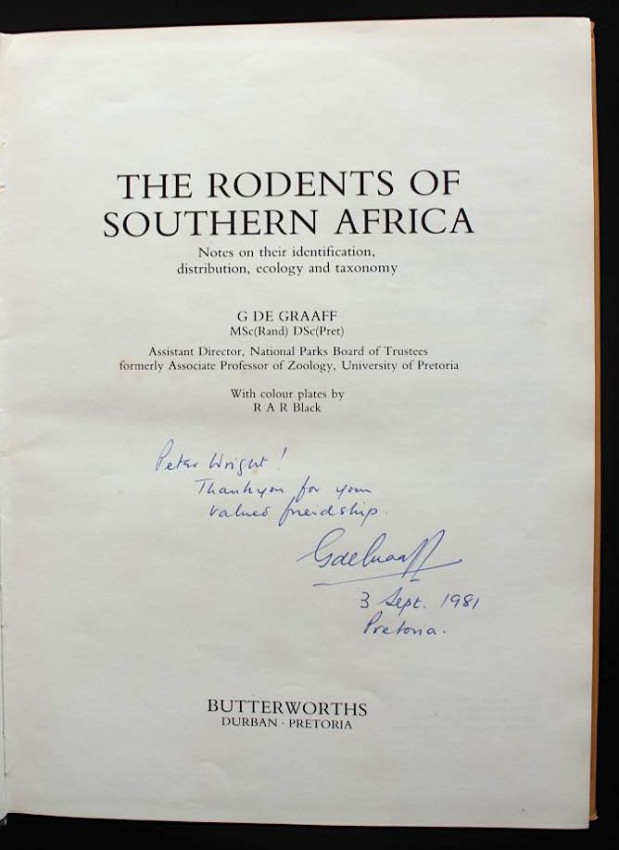 THE RODENTS OF
SOUTHERN AFRICA
Notes on their identification,
distribution, ecology and taxonomy
G DE GRAAFF
MSc(Rand) DSc(Pret)
Assistant Director, National Parks Board of Trustees
formerly Associate Professor of Zoology, University of Pretoria
With colour plates by
R A R Black
Peter Wright!
Thankyou for your
valued friendship.
GdeGraaff
3 Sept. 1981
Pretoria.
BUTTERWORTHS
DURBAN · PRETORIA